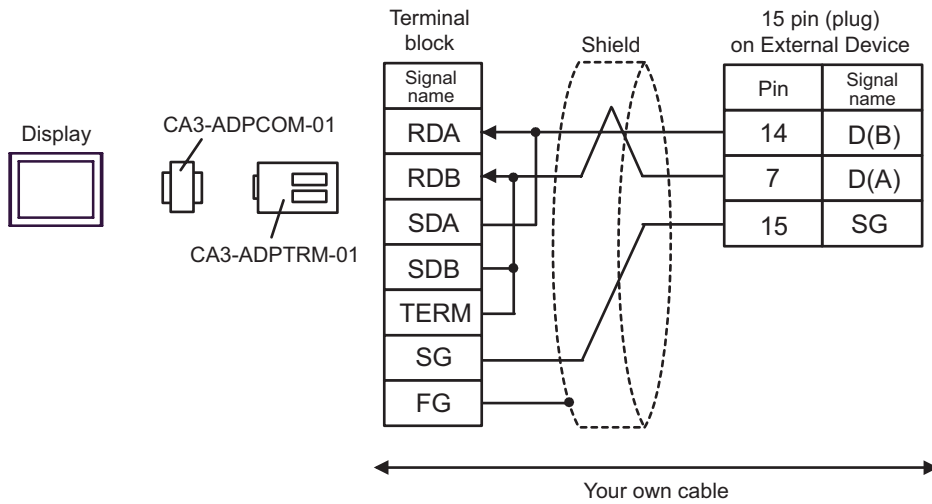 Terminal
block
Shield
15 pin (plug)
on External Device
Display
CA3-ADPCOM-01
CA3-ADPTRM-01
Signal
name
RDA
RDB
SDA
SDB
TERM
SG
FG
Pin
Signal
name
14
D(B)
7
D(A)
15
SG
Your own cable